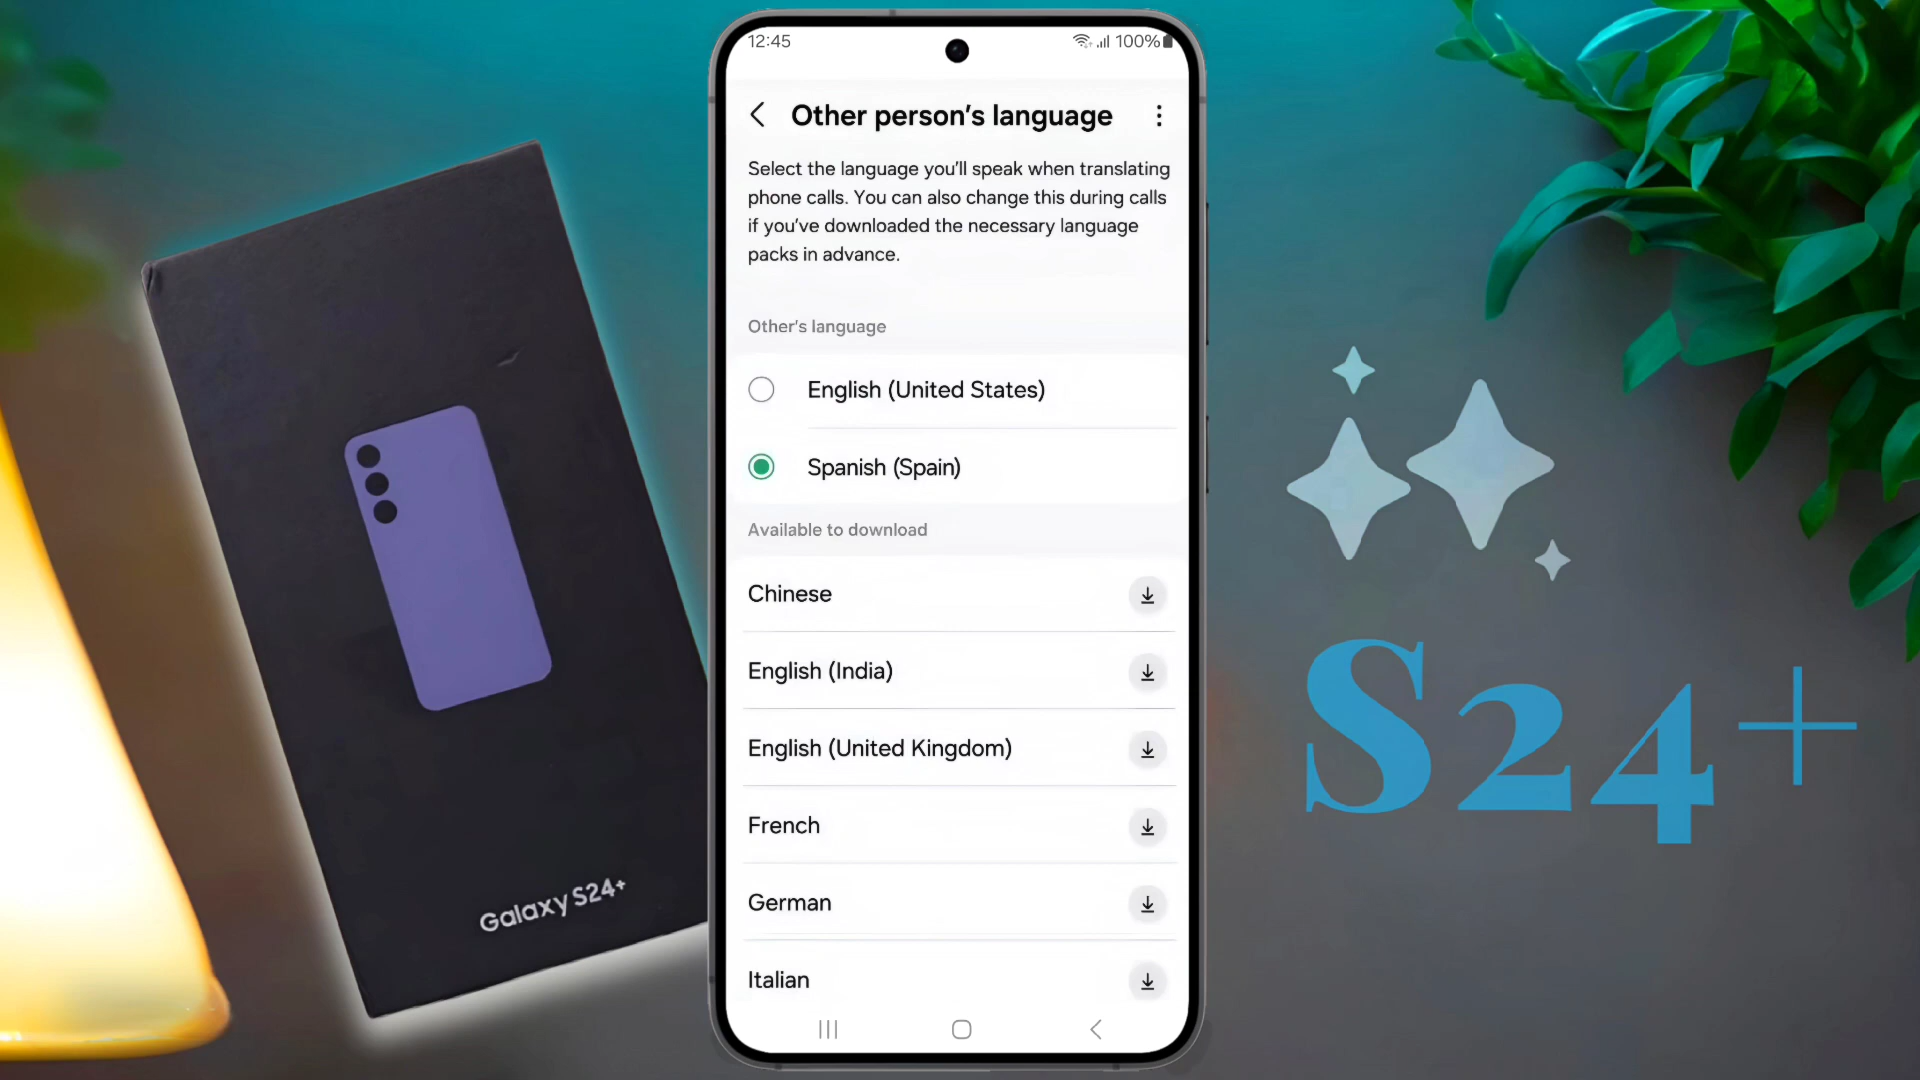 12:45
100%
Other person's language
Select the language you'll speak when translating
phone calls. You can also change this during calls
if you've downloaded the necessary language
packs in advance.
Other's language
English (United States)
Spanish (Spain)
Available to download
Chinese
English (India)
English (United Kingdom)
French
German
Italian
Galaxy S24+
S24+